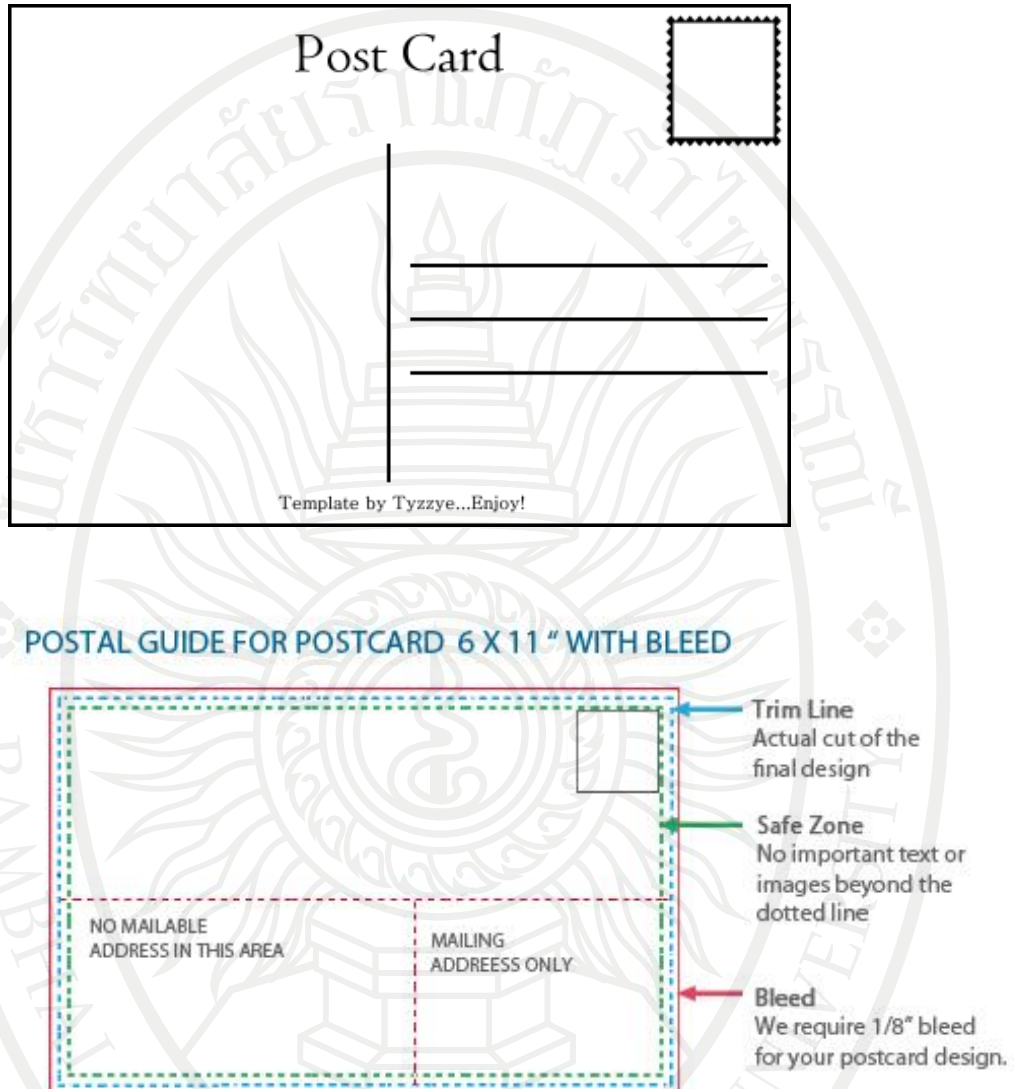 Post Card
Template by Tyzzye...Enjoy!
POSTAL GUIDE FOR POSTCARD 6 X 11 “ WITH BLEED
Trim Line
Actual cut of the
final design
Safe Zone
No important text or
images beyond the
dotted line
NO MAILABLE
ADDRESS IN THIS AREA
MAILING
ADDREESS ONLY
Bleed
We require 1/8” bleed
for your postcard design.